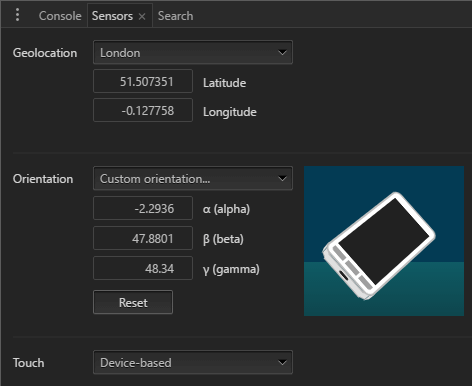 Console Sensors × Search
Geolocation London
51.507351 Latitude
-0.127758 Longitude
Orientation Custom orientation...
-2.2936 α (alpha)
47.8801 β (beta)
48.34 γ (gamma)
Reset
Touch Device-based